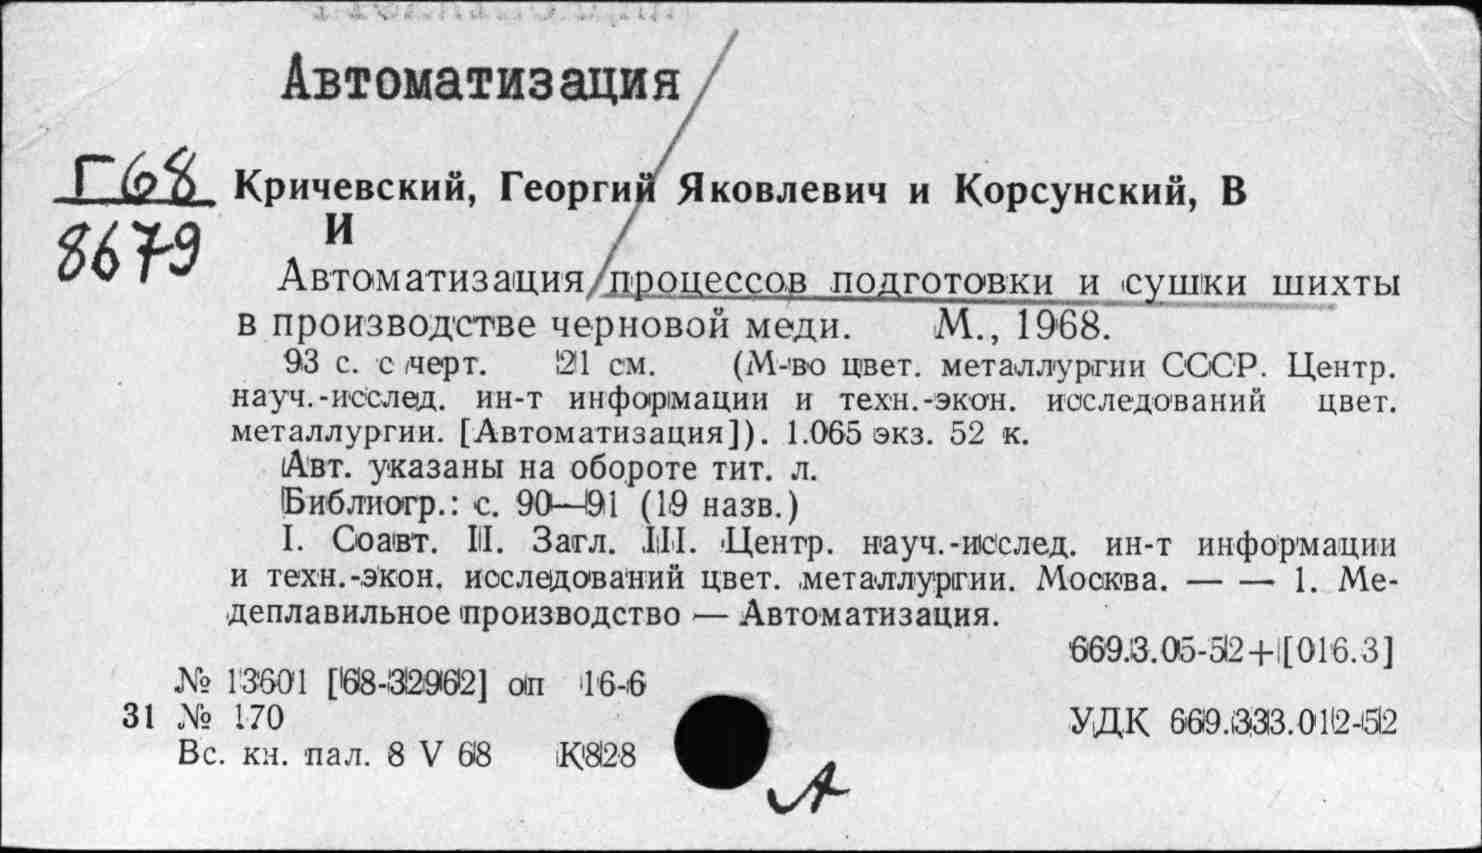 Автоматизация
Г68
8679
Кричевский, Георгий Яковлевич и Корсунский, В
И
Автоматизация процессов подготовки и сушки шихты
в производстве черновой меди. М., 1968.
93 с. с черт. 21 см. (М-во цвет. металлургии СССР. Центр.
науч.-исслед. ин-т информации и техн.-экон. исследований цвет.
металлургии. [Автоматизация]). 1.065 экз. 52 к.
Авт. указаны на обороте тит. л.
Библиогр.: с. 90—91 (19 назв.)
I. Соавт. II. Загл. III. Центр. науч.-исслед. ин-т информации
и техн.-экон. исследований цвет. металлургии. Москва. — — 1. Ме-
деплавильное производство — Автоматизация.
669.3.05-52+[016.3]
№ 13601 [68-32962] оп 16-6
31 № 170
УДК 669.333.012-52
Вс. кн. пал. 8 V 68 К828
А